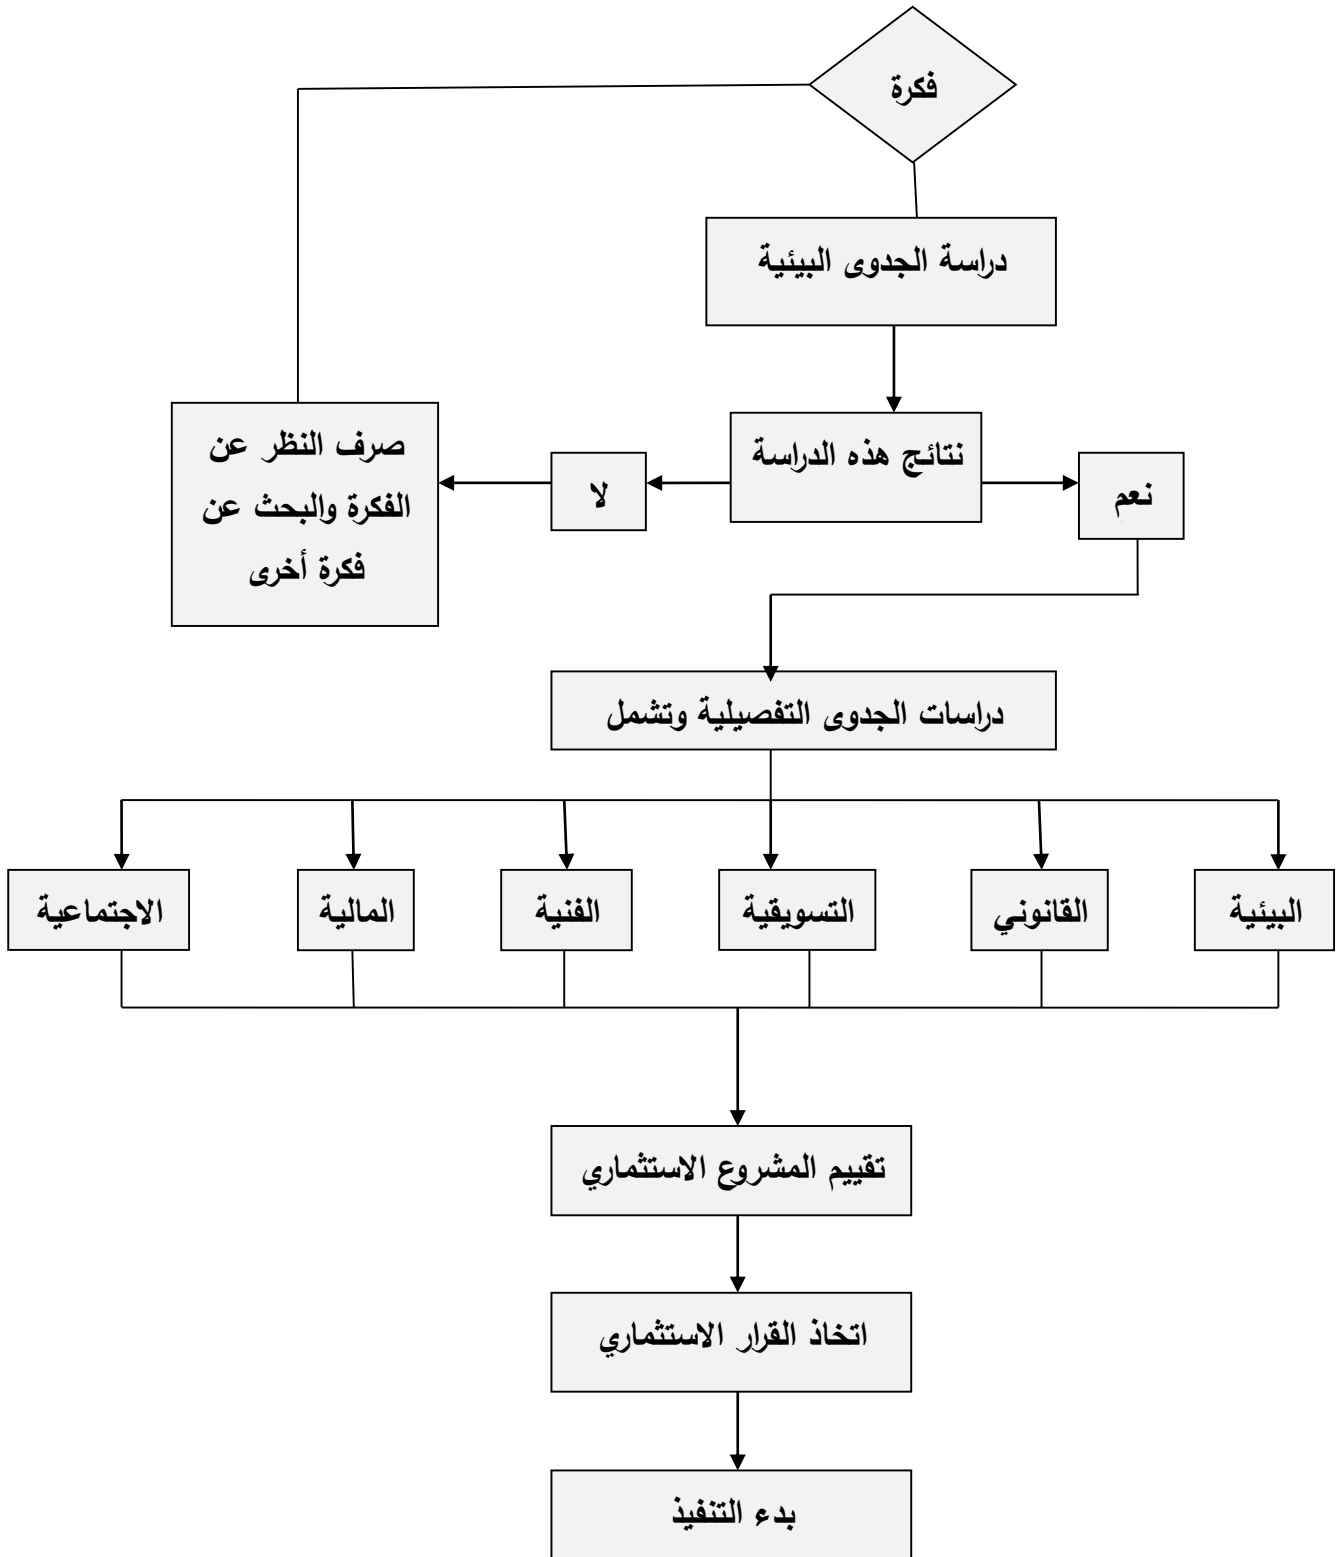 فكرة
دراسة الجدوى البيئية
نتائج هذه الدراسة
نعم
لا
صرف النظر عن
الفكرة والبحث عن
فكرة أخرى
دراسات الجدوى التفصيلية وتشمل
البيئية
القانوني
التسويقية
الفنية
المالية
الاجتماعية
تقييم المشروع الاستثماري
اتخاذ القرار الاستثماري
بدء التنفيذ